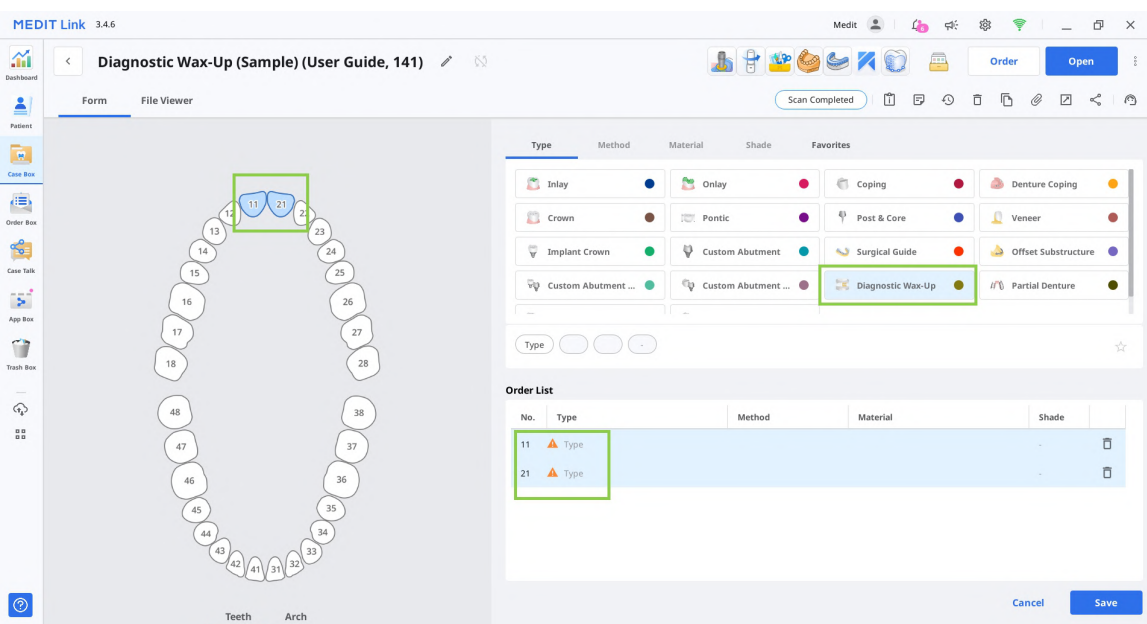 MEDIT Link 3.4.6
Medit
Dashboard
Patient
Case Box
Order Box
Case Talk
App Box
Trash Box
Diagnostic Wax-Up (Sample) (User Guide, 141)
Order
Open
Form
File Viewer
Scan Completed
11
21
12
22
13
23
14
24
15
25
16
26
17
27
18
28
48
38
47
37
46
36
45
35
44
34
43
33
42
41
31
32
Teeth
Arch
Type
Method
Material
Shade
Favorites
Inlay
Onlay
Coping
Denture Coping
Crown
Pontic
Post & Core
Veneer
Implant Crown
Custom Abutment
Surgical Guide
Offset Substructure
Custom Abutment ...
Custom Abutment ...
Diagnostic Wax-Up
Partial Denture
Type
-
Order List
No.
Type
Method
Material
Shade
11
Type
-
21
Type
-
Cancel
Save